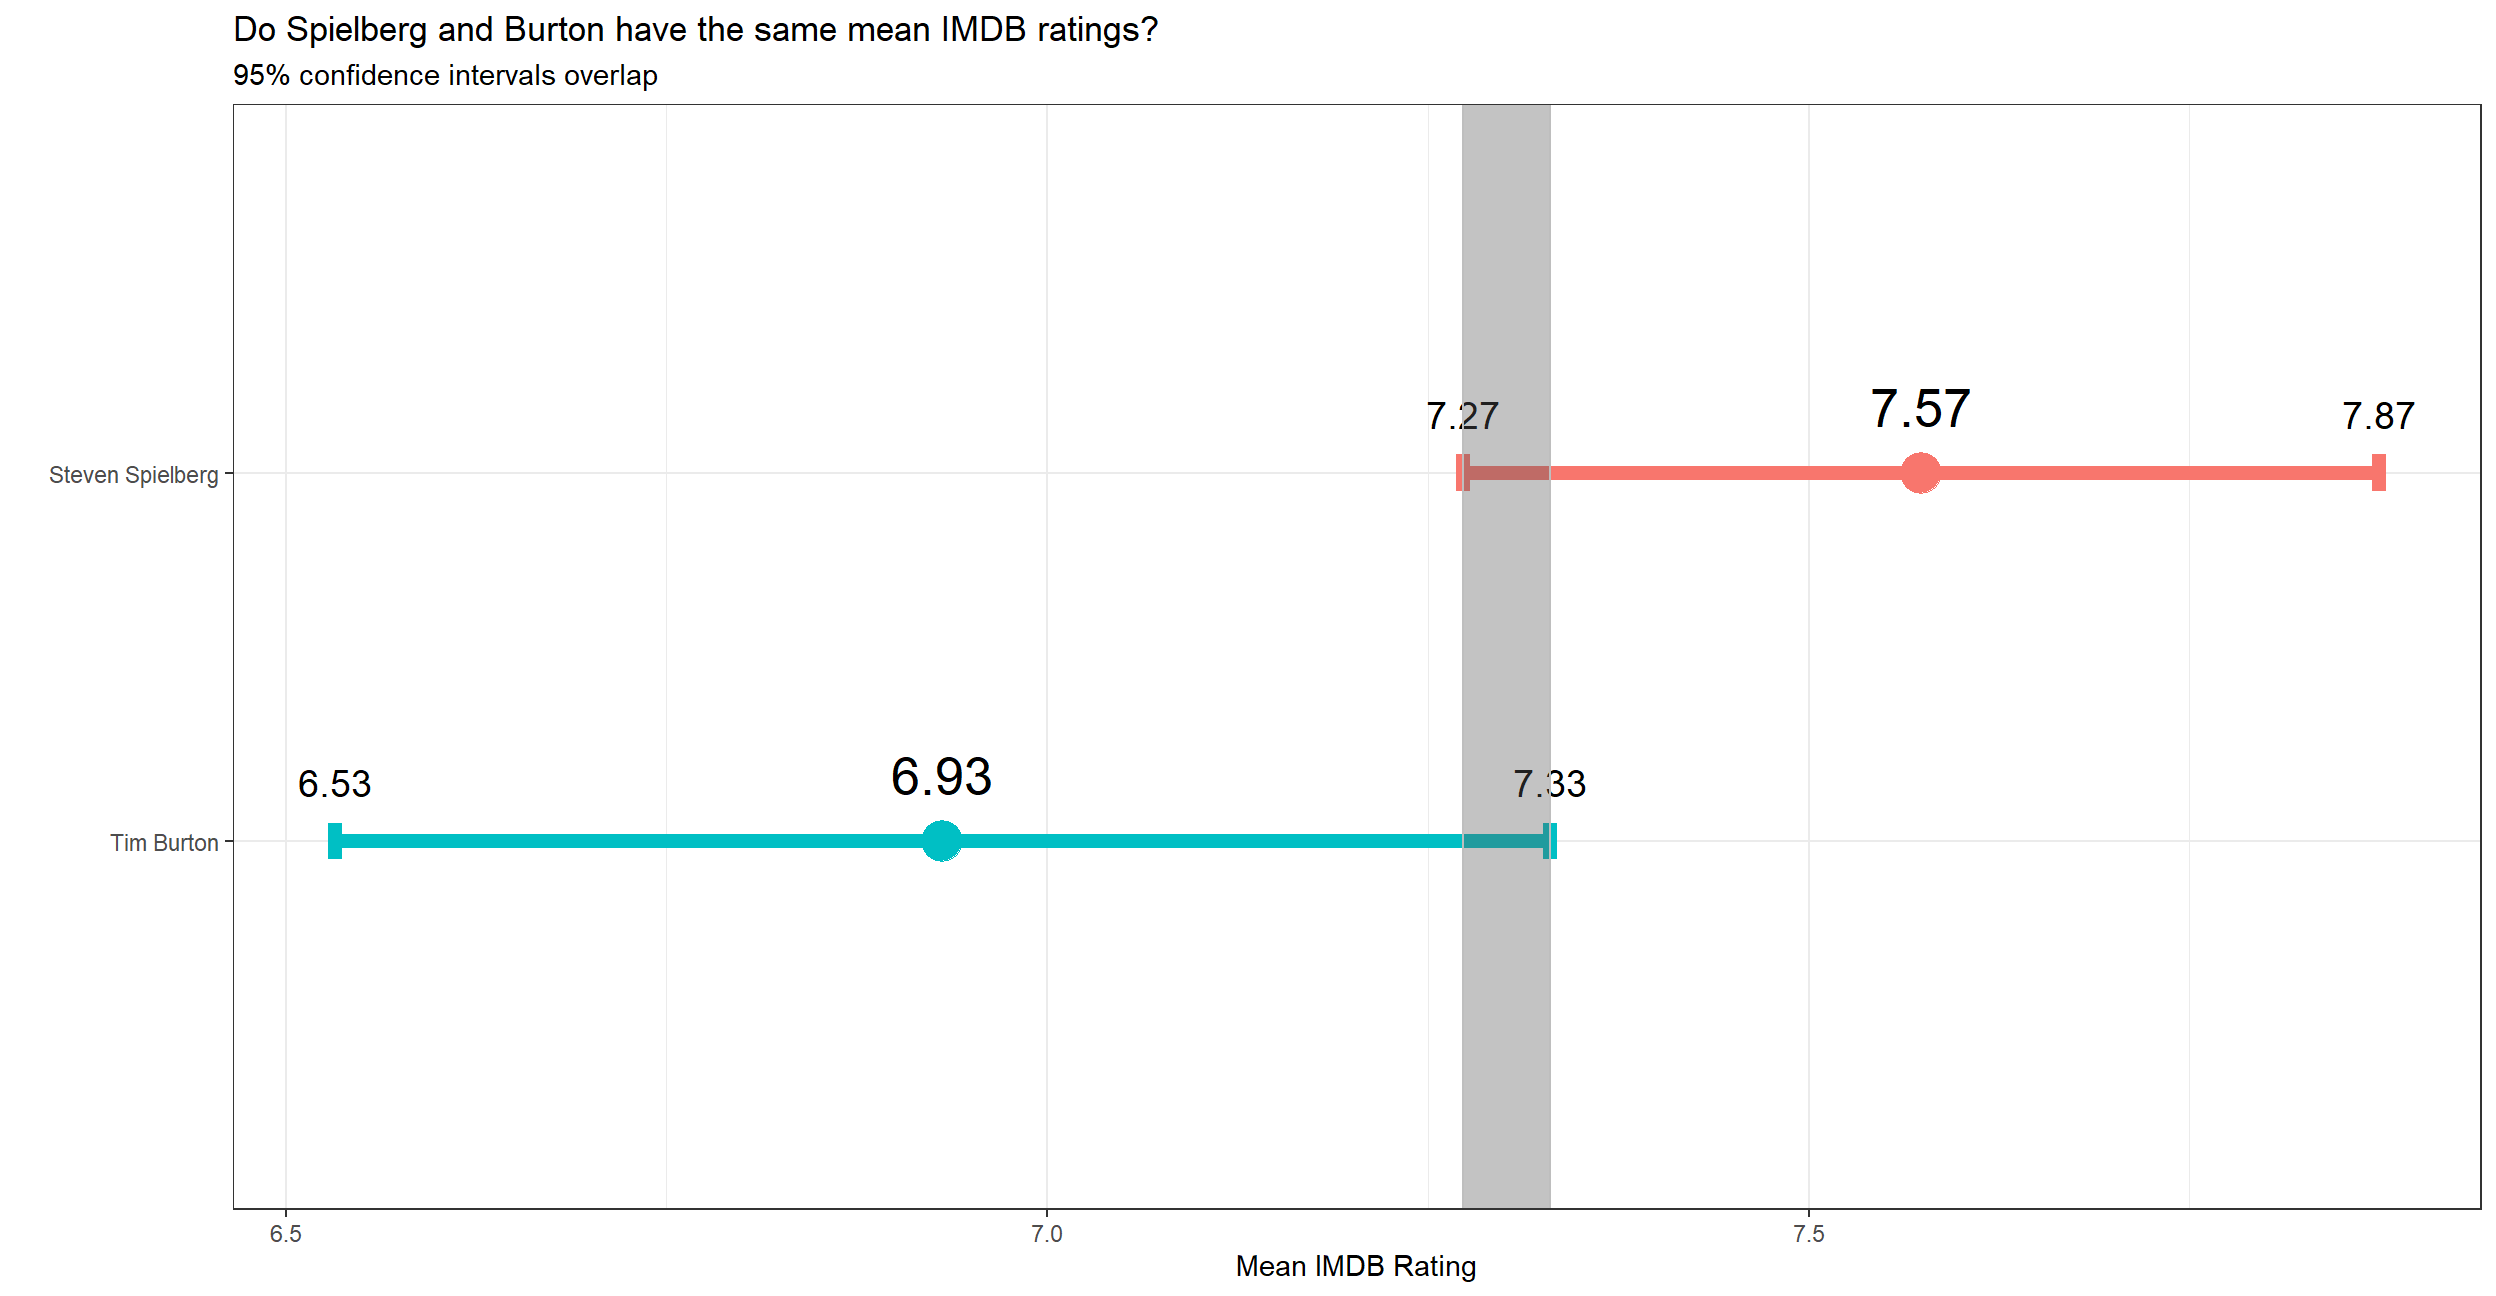 Do Spielberg and Burton have the same mean IMDB ratings?
95% confidence intervals overlap
7.27 7.57 7.87
Steven Spielberg
6.53 6.93 7.33
Tim Burton
6.5 7.0 7.5
Mean IMDB Rating